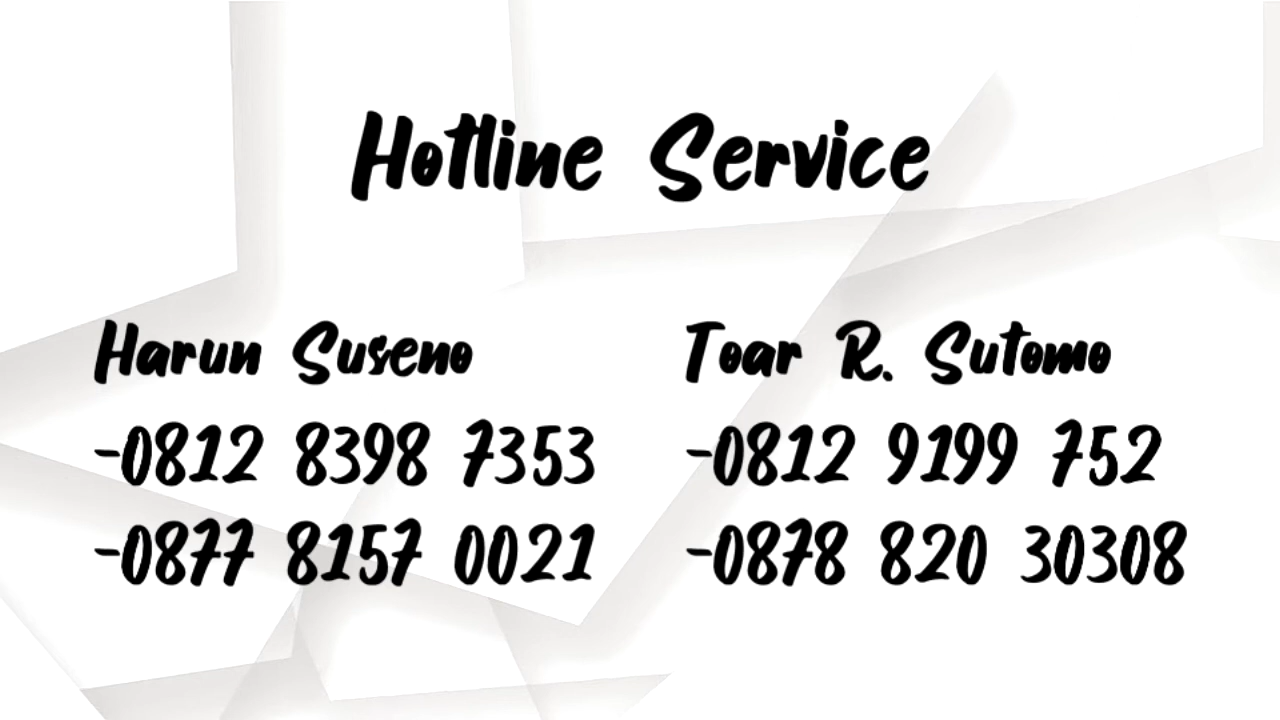 Hotline Service
Harun Suseno
-0812 8398 7353
-0877 8157 0021
Toar R. Sutomo
-0812 9199 752
-0878 820 30308